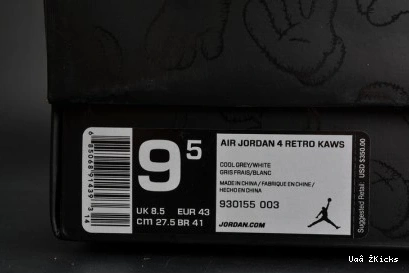 9 5
UK 8.5 EUR 43
cm 27.5 BR 41
AIR JORDAN 4 RETRO KAWS
COOL GREY/WHITE
GRIS FRAIS/BLANC
MADE IN CHINA / FABRIQUE EN CHINE /
HECHO EN CHINA
930155 003
JORDAN.COM
Suggested Retail USD $350.00